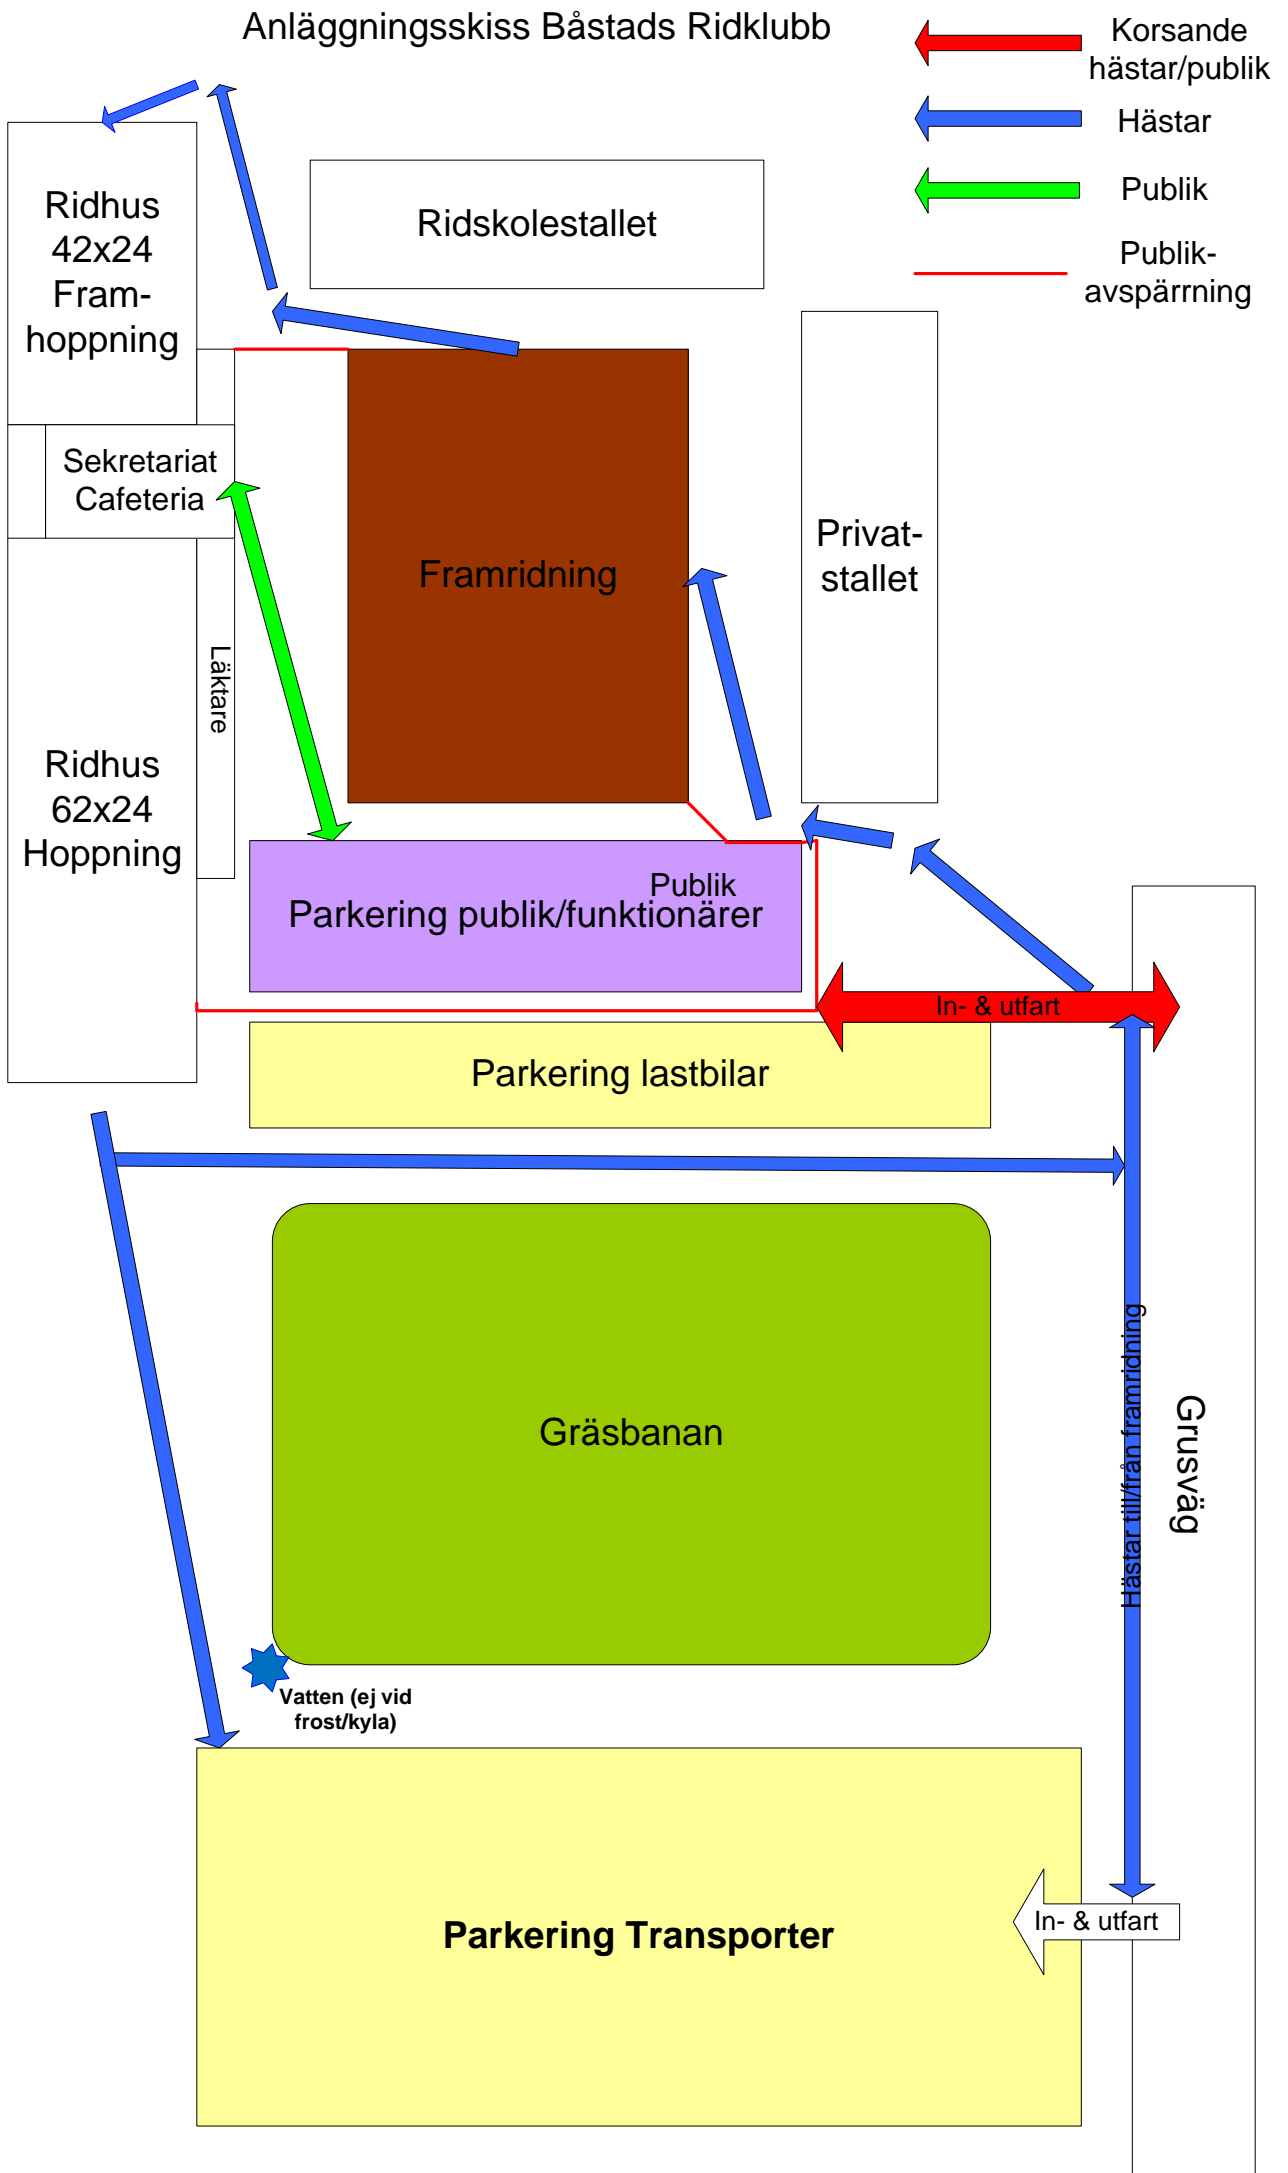 Anläggningsskiss Båstads Ridklubb
Korsande
hästar/publik
Hästar
Publik
Publik-
avspärrning
Ridhus
42x24
Fram-
hoppning
Ridskolestallet
Sekretariat
Cafeteria
Framridning
Privat-
stallet
Läktare
Ridhus
62x24
Hoppning
Publik
Parkering publik/funktionärer
In- & utfart
Parkering lastbilar
Gräsbanan
Hästar till/från framridning
Grusväg
Vatten (ej vid
frost/kyla)
Parkering Transporter
In- & utfart